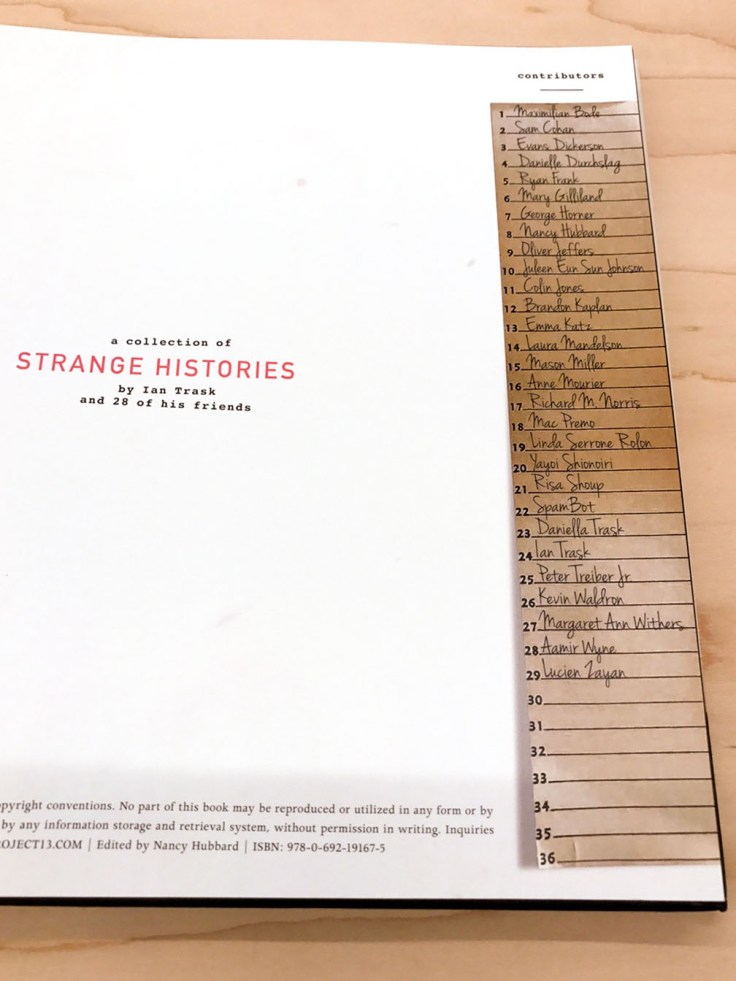 contributors
1 Maximilian Bode
2 Sam Cohan
3 Evans Dickerson
4 Danielle Durchslag
5 Ryan Frank
6 Mary Gilliland
7 George Horner
8 Nancy Hubbard
9 Oliver Jeffers
10 Juleen Eun Sun Johnson
11 Colin Jones
12 Brandon Kaplan
13 Emma Katz
14 Laura Mandelson
15 Mason Miller
16 Anne Mourier
17 Richard M. Norris
18 Mac Premo
19 Linda Serrone Rolon
20 Yayoi Shionoiri
21 Risa Shoup
22 SpamBot
23 Daniella Trask
24 Ian Trask
25 Peter Treiber Jr.
26 Kevin Waldron
27 Margaret Ann Withers
28 Aamir Wyne
29 Lucien Zayan
30
31
32
33
34
35
36
a collection of
STRANGE HISTORIES
by Ian Trask
and 28 of his friends
opyright conventions. No part of this book may be reproduced or utilized in any form or by
by any information storage and retrieval system, without permission in writing. Inquiries
OJECT13.COM | Edited by Nancy Hubbard | ISBN: 978-0-692-19167-5